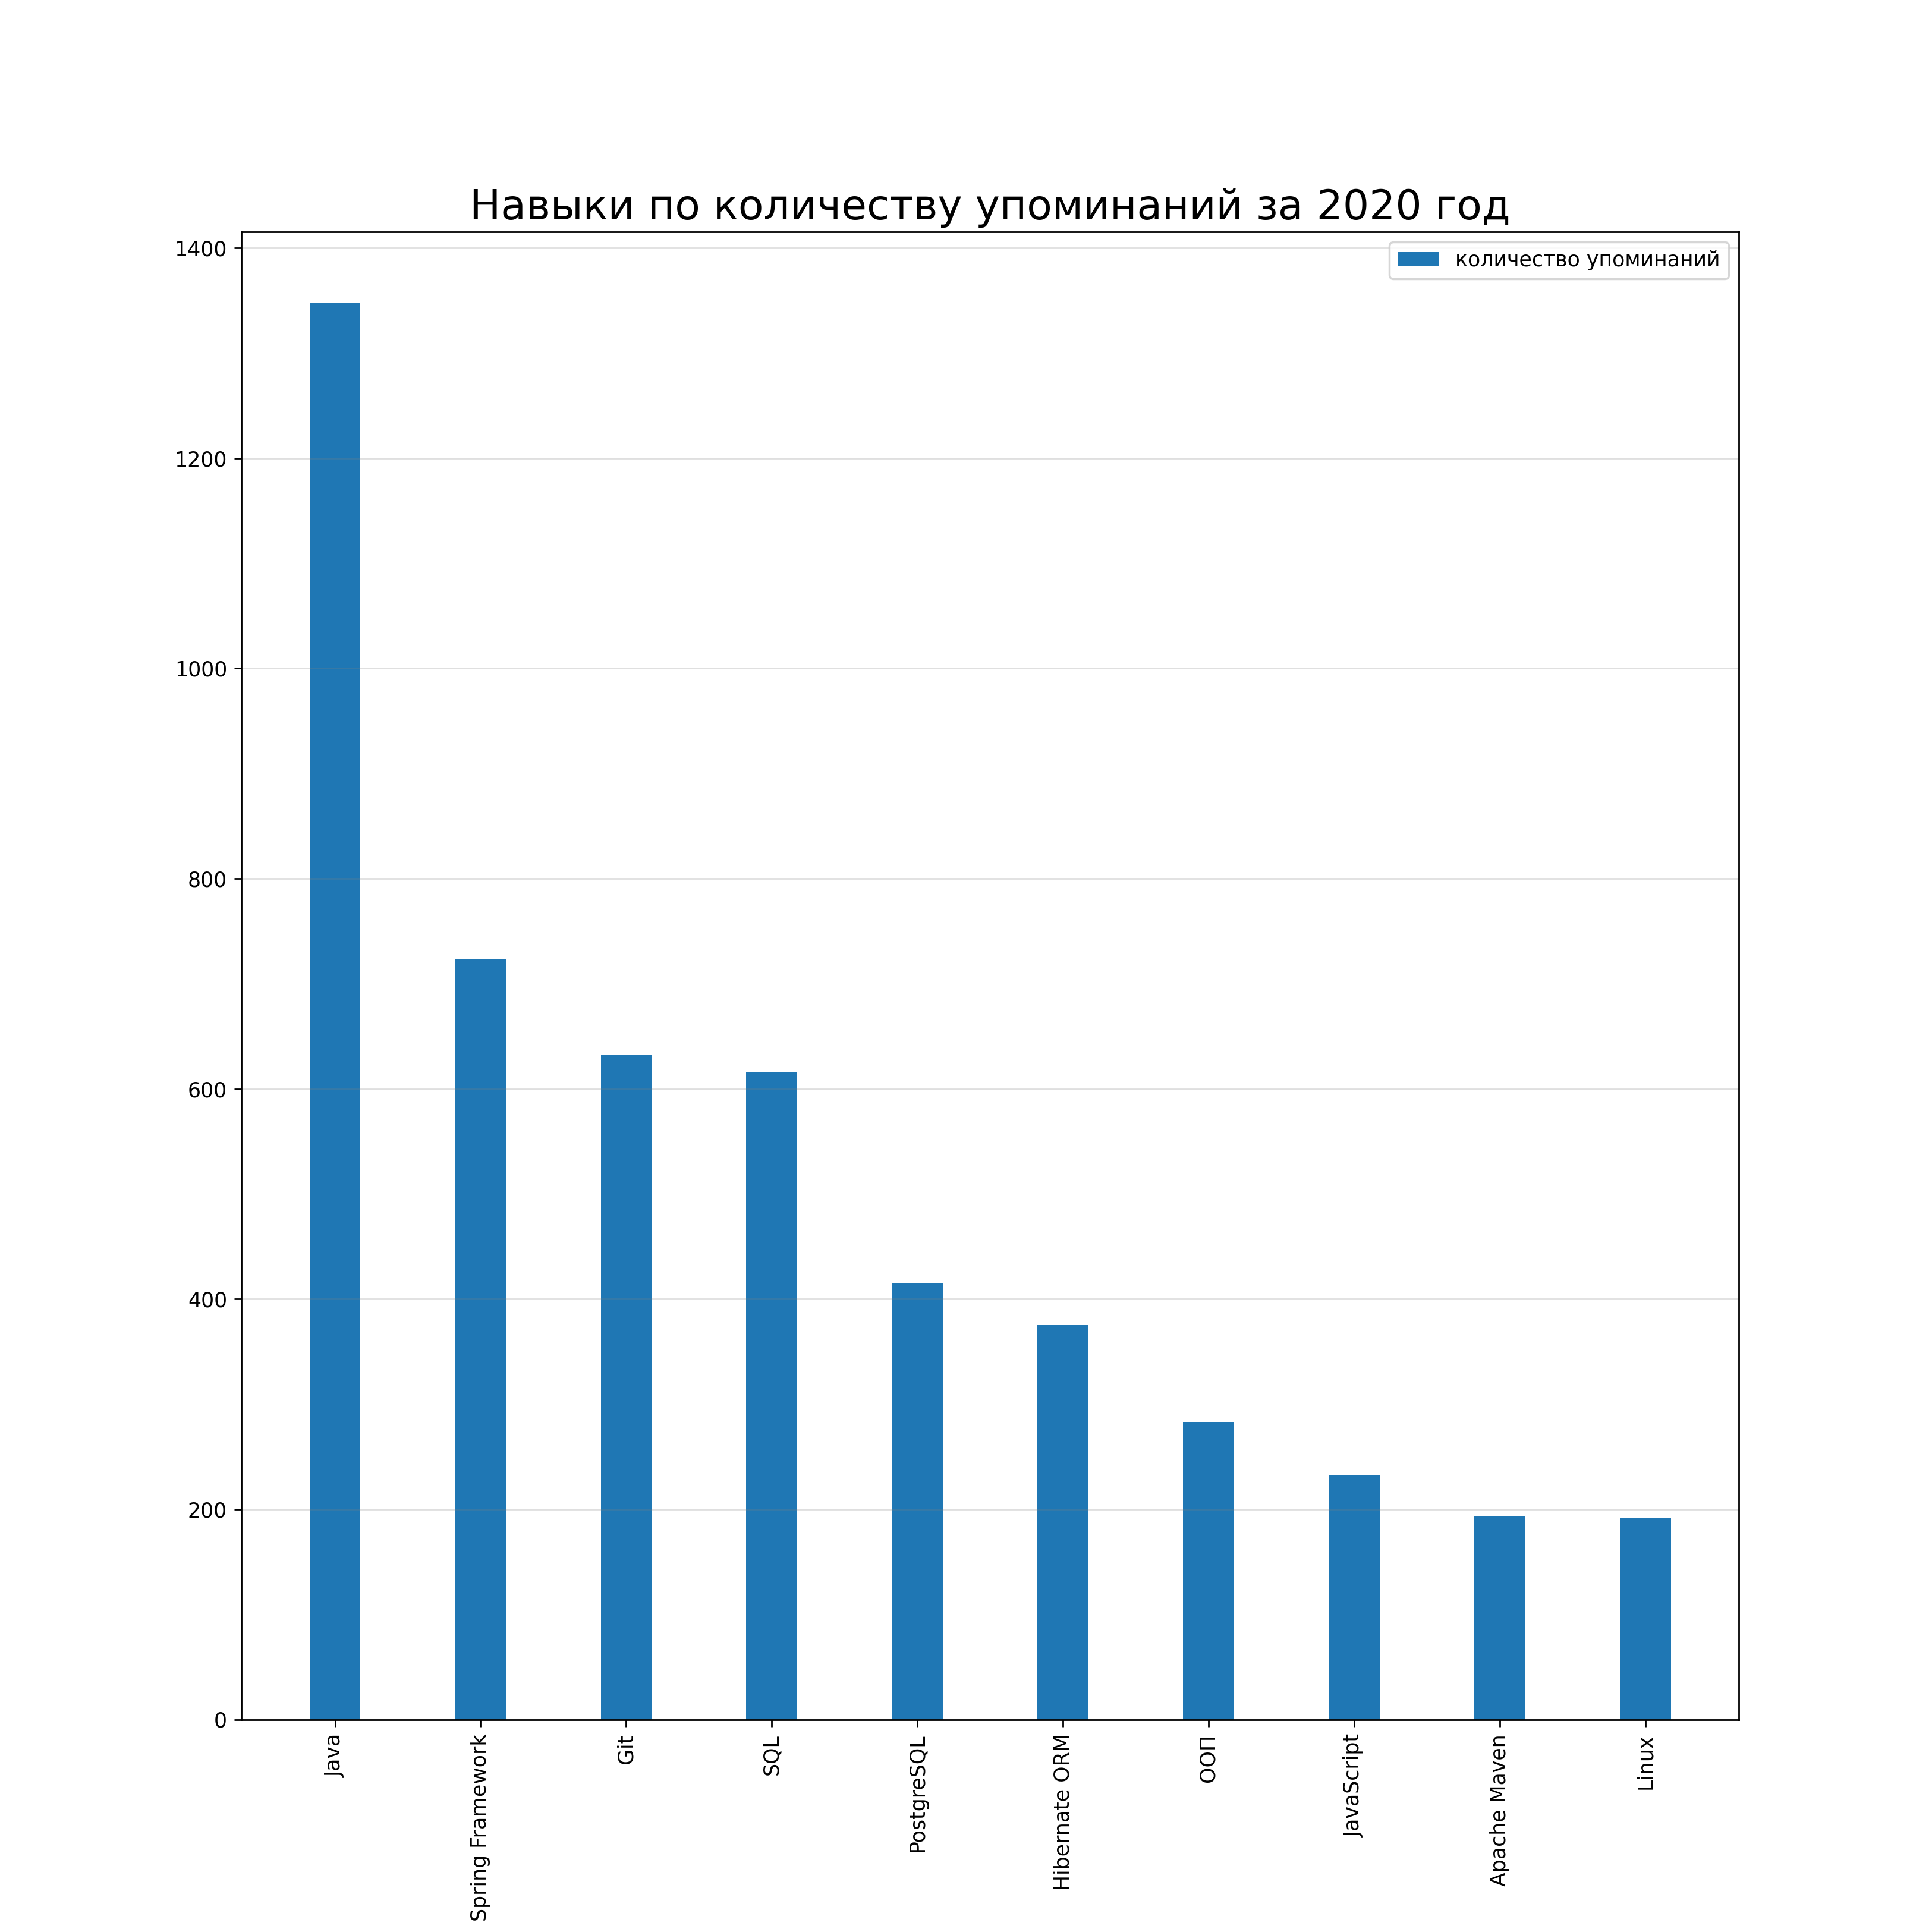 Навыки по количеству упоминаний за 2020 год
количество упоминаний
1400
1200
1000
800
600
400
200
0
Java
Spring Framework
Git
SQL
PostgreSQL
Hibernate ORM
ООП
JavaScript
Apache Maven
Linux